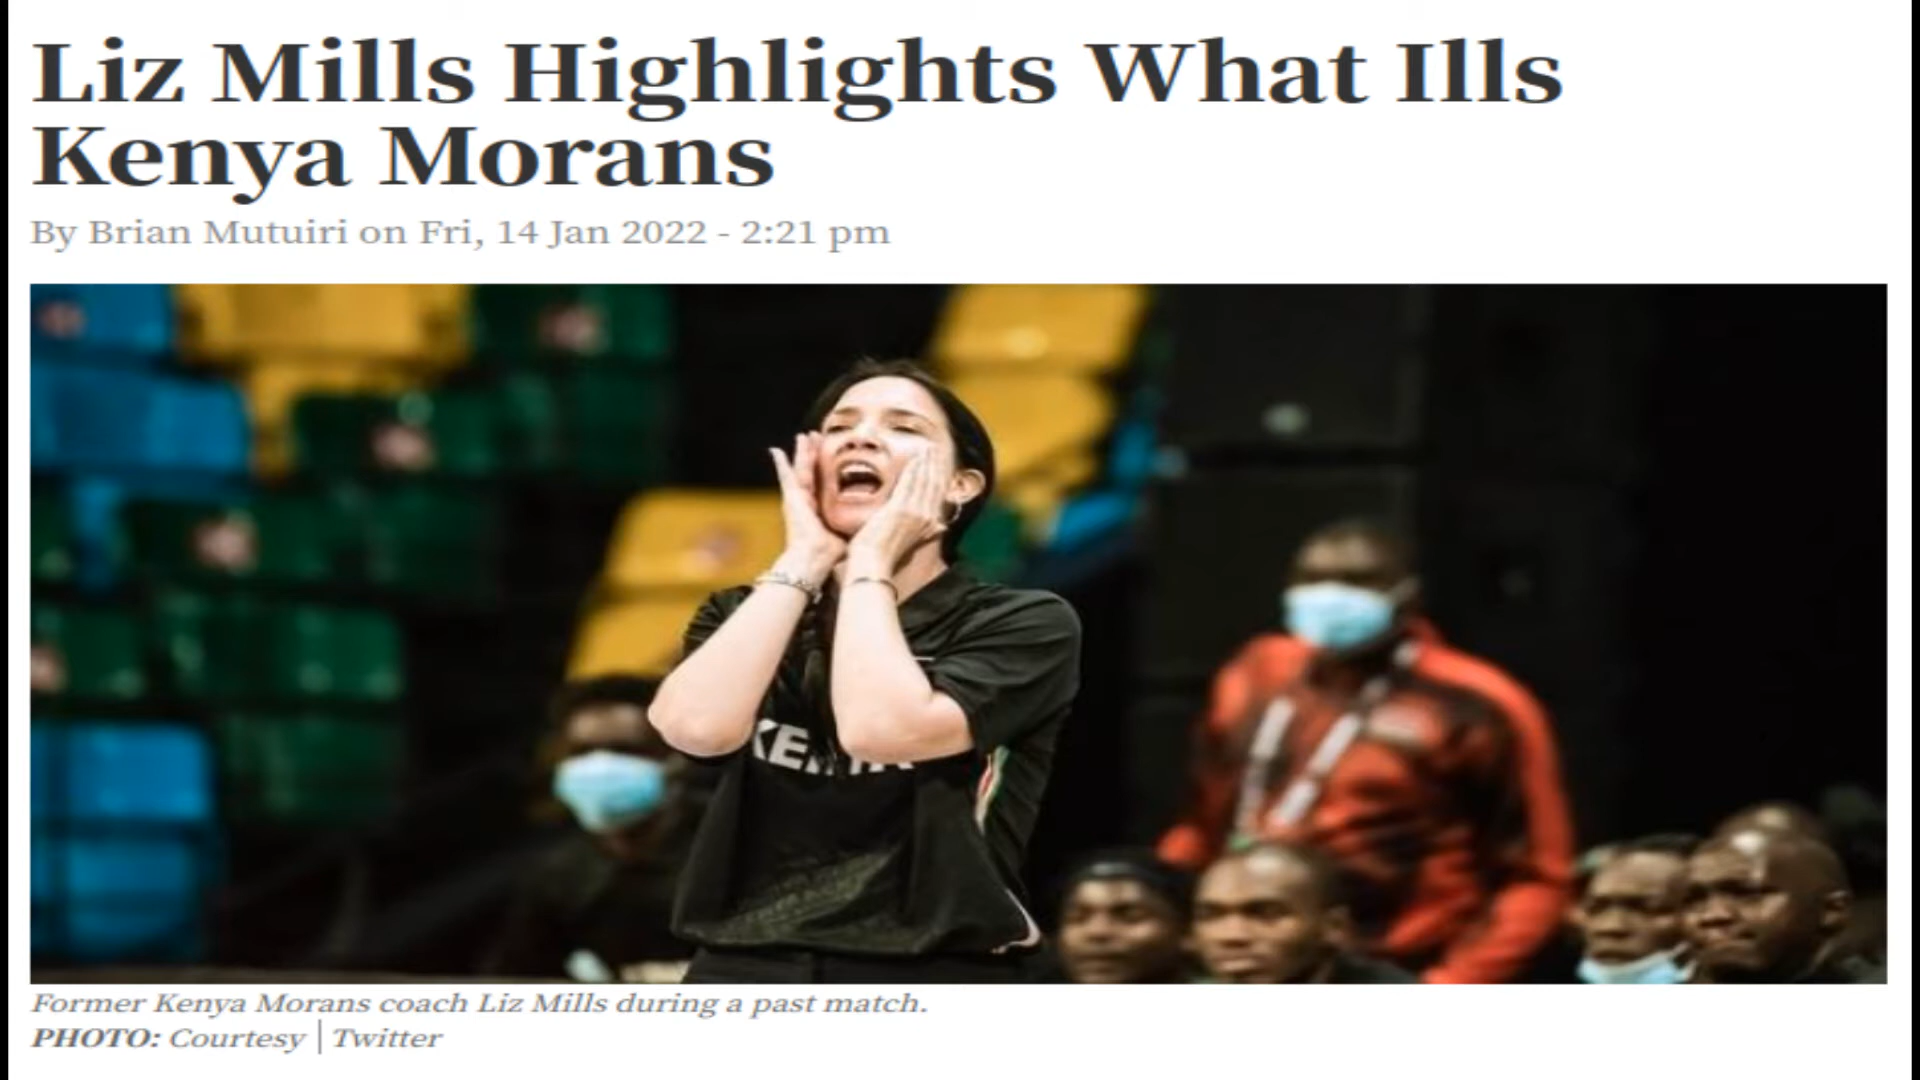 Liz Mills Highlights What Ills
Kenya Morans
By Brian Mutuiri on Fri, 14 Jan 2022 - 2:21 pm
KENYA
Former Kenya Morans coach Liz Mills during a past match.
PHOTO: Courtesy | Twitter